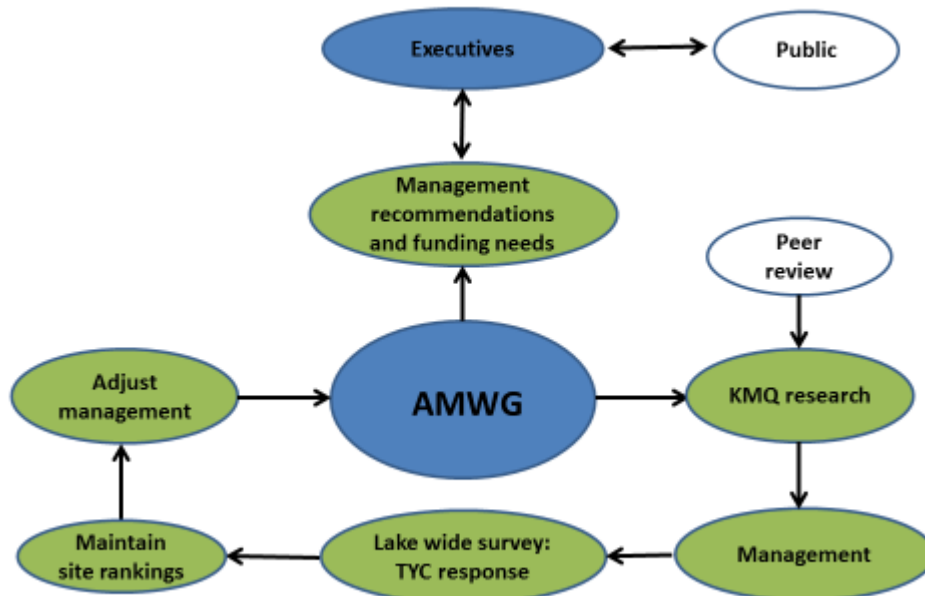 Executives
Public
Management
recommendations
and funding needs
Peer
review
Adjust
management
AMWG
KMQ research
Maintain
site rankings
Lake wide survey:
TYC response
Management